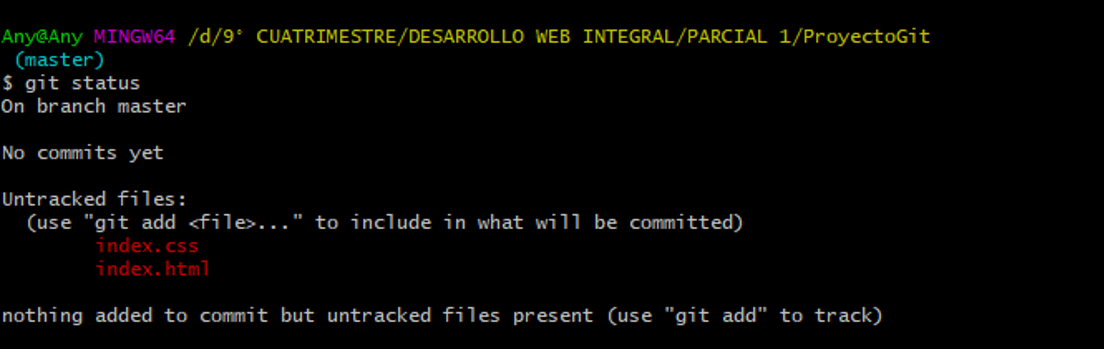 Any@Any MINGW64 /d/9° CUATRIMESTRE/DESARROLLO WEB INTEGRAL/PARCIAL 1/ProyectoGit
(master)
$ git status
On branch master
No commits yet
Untracked files:
(use "git add <file>..." to include in what will be committed)
index.css
index.html
nothing added to commit but untracked files present (use "git add" to track)